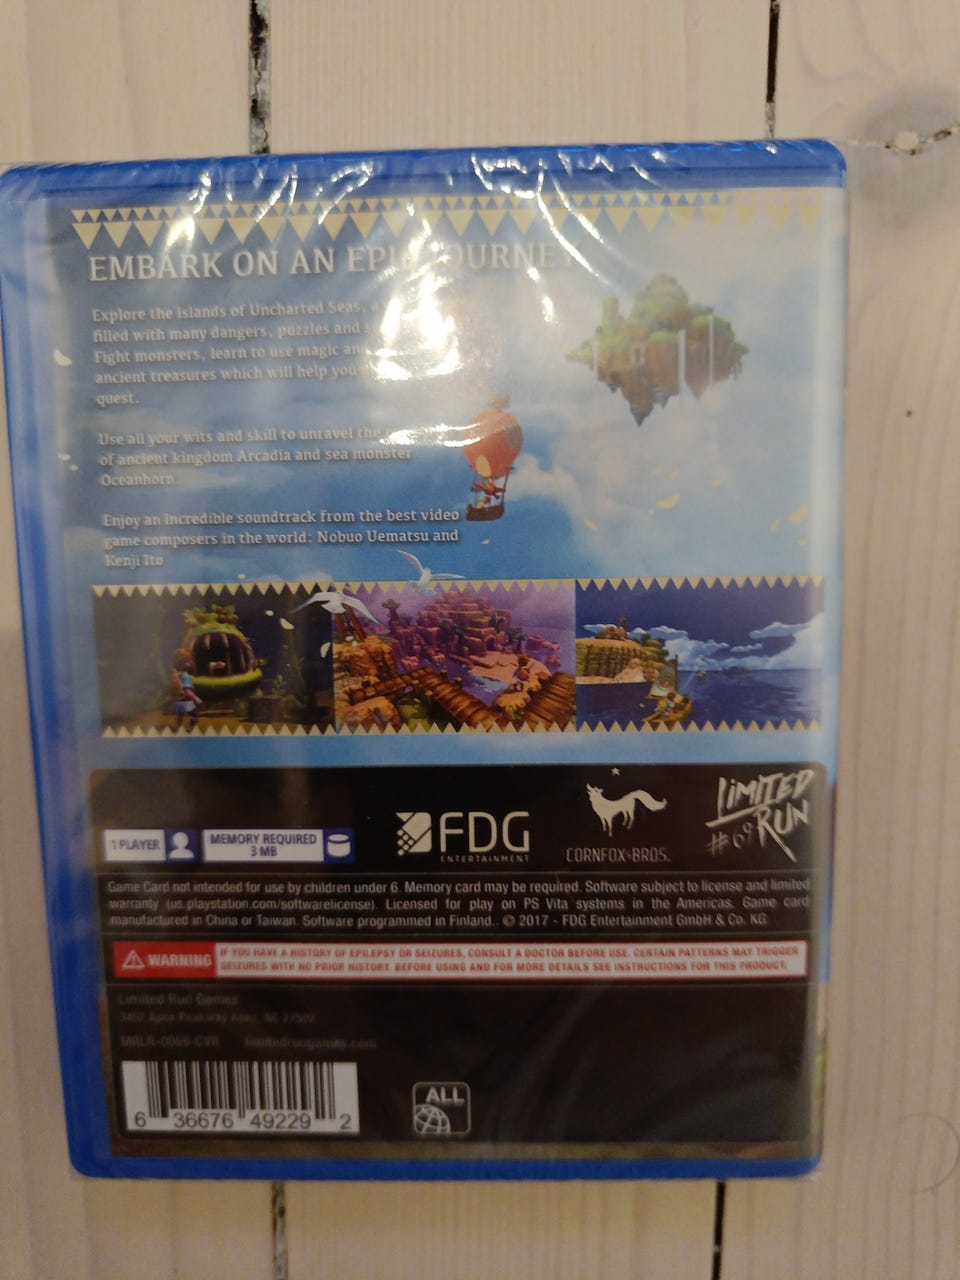 EMBARK ON AN EPIC JOURNEY
Explore the islands of Uncharted Seas,
filled with many dangers, puzzles and
Fight monsters, learn to use magic and
ancient treasures which will help you
quest.
Use all your wits and skill to unravel the
of ancient kingdom Arcadia and sea monster
Oceanhorn.
Enjoy an incredible soundtrack from the best video
game composers in the world: Nobuo Uematsu and
Kenji Ito
1 PLAYER
MEMORY REQUIRED
3 MB
FDG
ENTERTAINMENT
CORNFOX & BROS.
LIMITED
RUN
#69
Game Card not intended for use by children under 6. Memory card may be required. Software subject to license and limited
warranty (us.playstation.com/softwarelicense). Licensed for play on PS Vita systems in the Americas. Game card
manufactured in China or Taiwan. Software programmed in Finland.. © 2017 - FDG Entertainment GmbH & Co. KG
WARNING
IF YOU HAVE A HISTORY OF EPILEPSY OR SEIZURES, CONSULT A DOCTOR BEFORE USE. CERTAIN PATTERNS MAY TRIGGER
SEIZURES WITH NO PRIOR HISTORY. BEFORE USING AND FOR MORE DETAILS SEE INSTRUCTIONS FOR THIS PRODUCT.
Limited Run Games
Apex, NC 27502
MRLR-0069-CVR limitedrungames.com
6 36676 49229 2
ALL